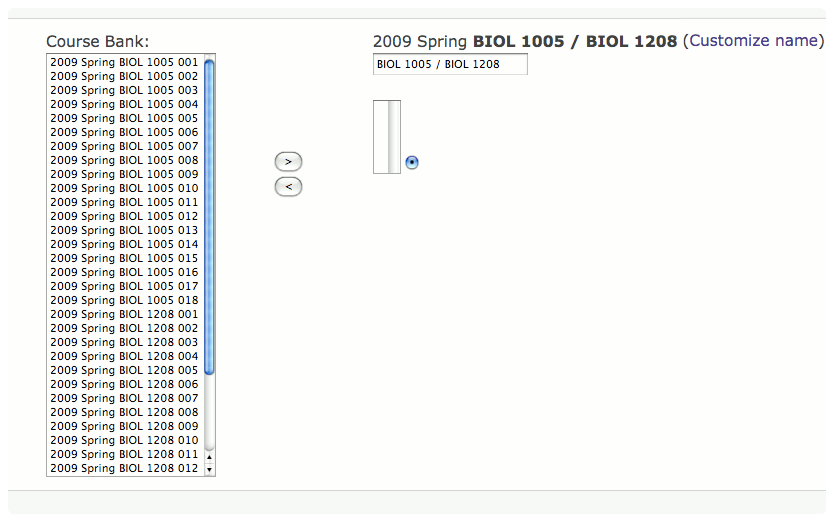 Course Bank:
2009 Spring BIOL 1005 001
2009 Spring BIOL 1005 002
2009 Spring BIOL 1005 003
2009 Spring BIOL 1005 004
2009 Spring BIOL 1005 005
2009 Spring BIOL 1005 006
2009 Spring BIOL 1005 007
2009 Spring BIOL 1005 008
2009 Spring BIOL 1005 009
2009 Spring BIOL 1005 010
2009 Spring BIOL 1005 011
2009 Spring BIOL 1005 012
2009 Spring BIOL 1005 013
2009 Spring BIOL 1005 014
2009 Spring BIOL 1005 015
2009 Spring BIOL 1005 016
2009 Spring BIOL 1005 017
2009 Spring BIOL 1005 018
2009 Spring BIOL 1208 001
2009 Spring BIOL 1208 002
2009 Spring BIOL 1208 003
2009 Spring BIOL 1208 004
2009 Spring BIOL 1208 005
2009 Spring BIOL 1208 006
2009 Spring BIOL 1208 007
2009 Spring BIOL 1208 008
2009 Spring BIOL 1208 009
2009 Spring BIOL 1208 010
2009 Spring BIOL 1208 011
2009 Spring BIOL 1208 012
>
<
2009 Spring BIOL 1005 / BIOL 1208 (Customize name)
BIOL 1005 / BIOL 1208